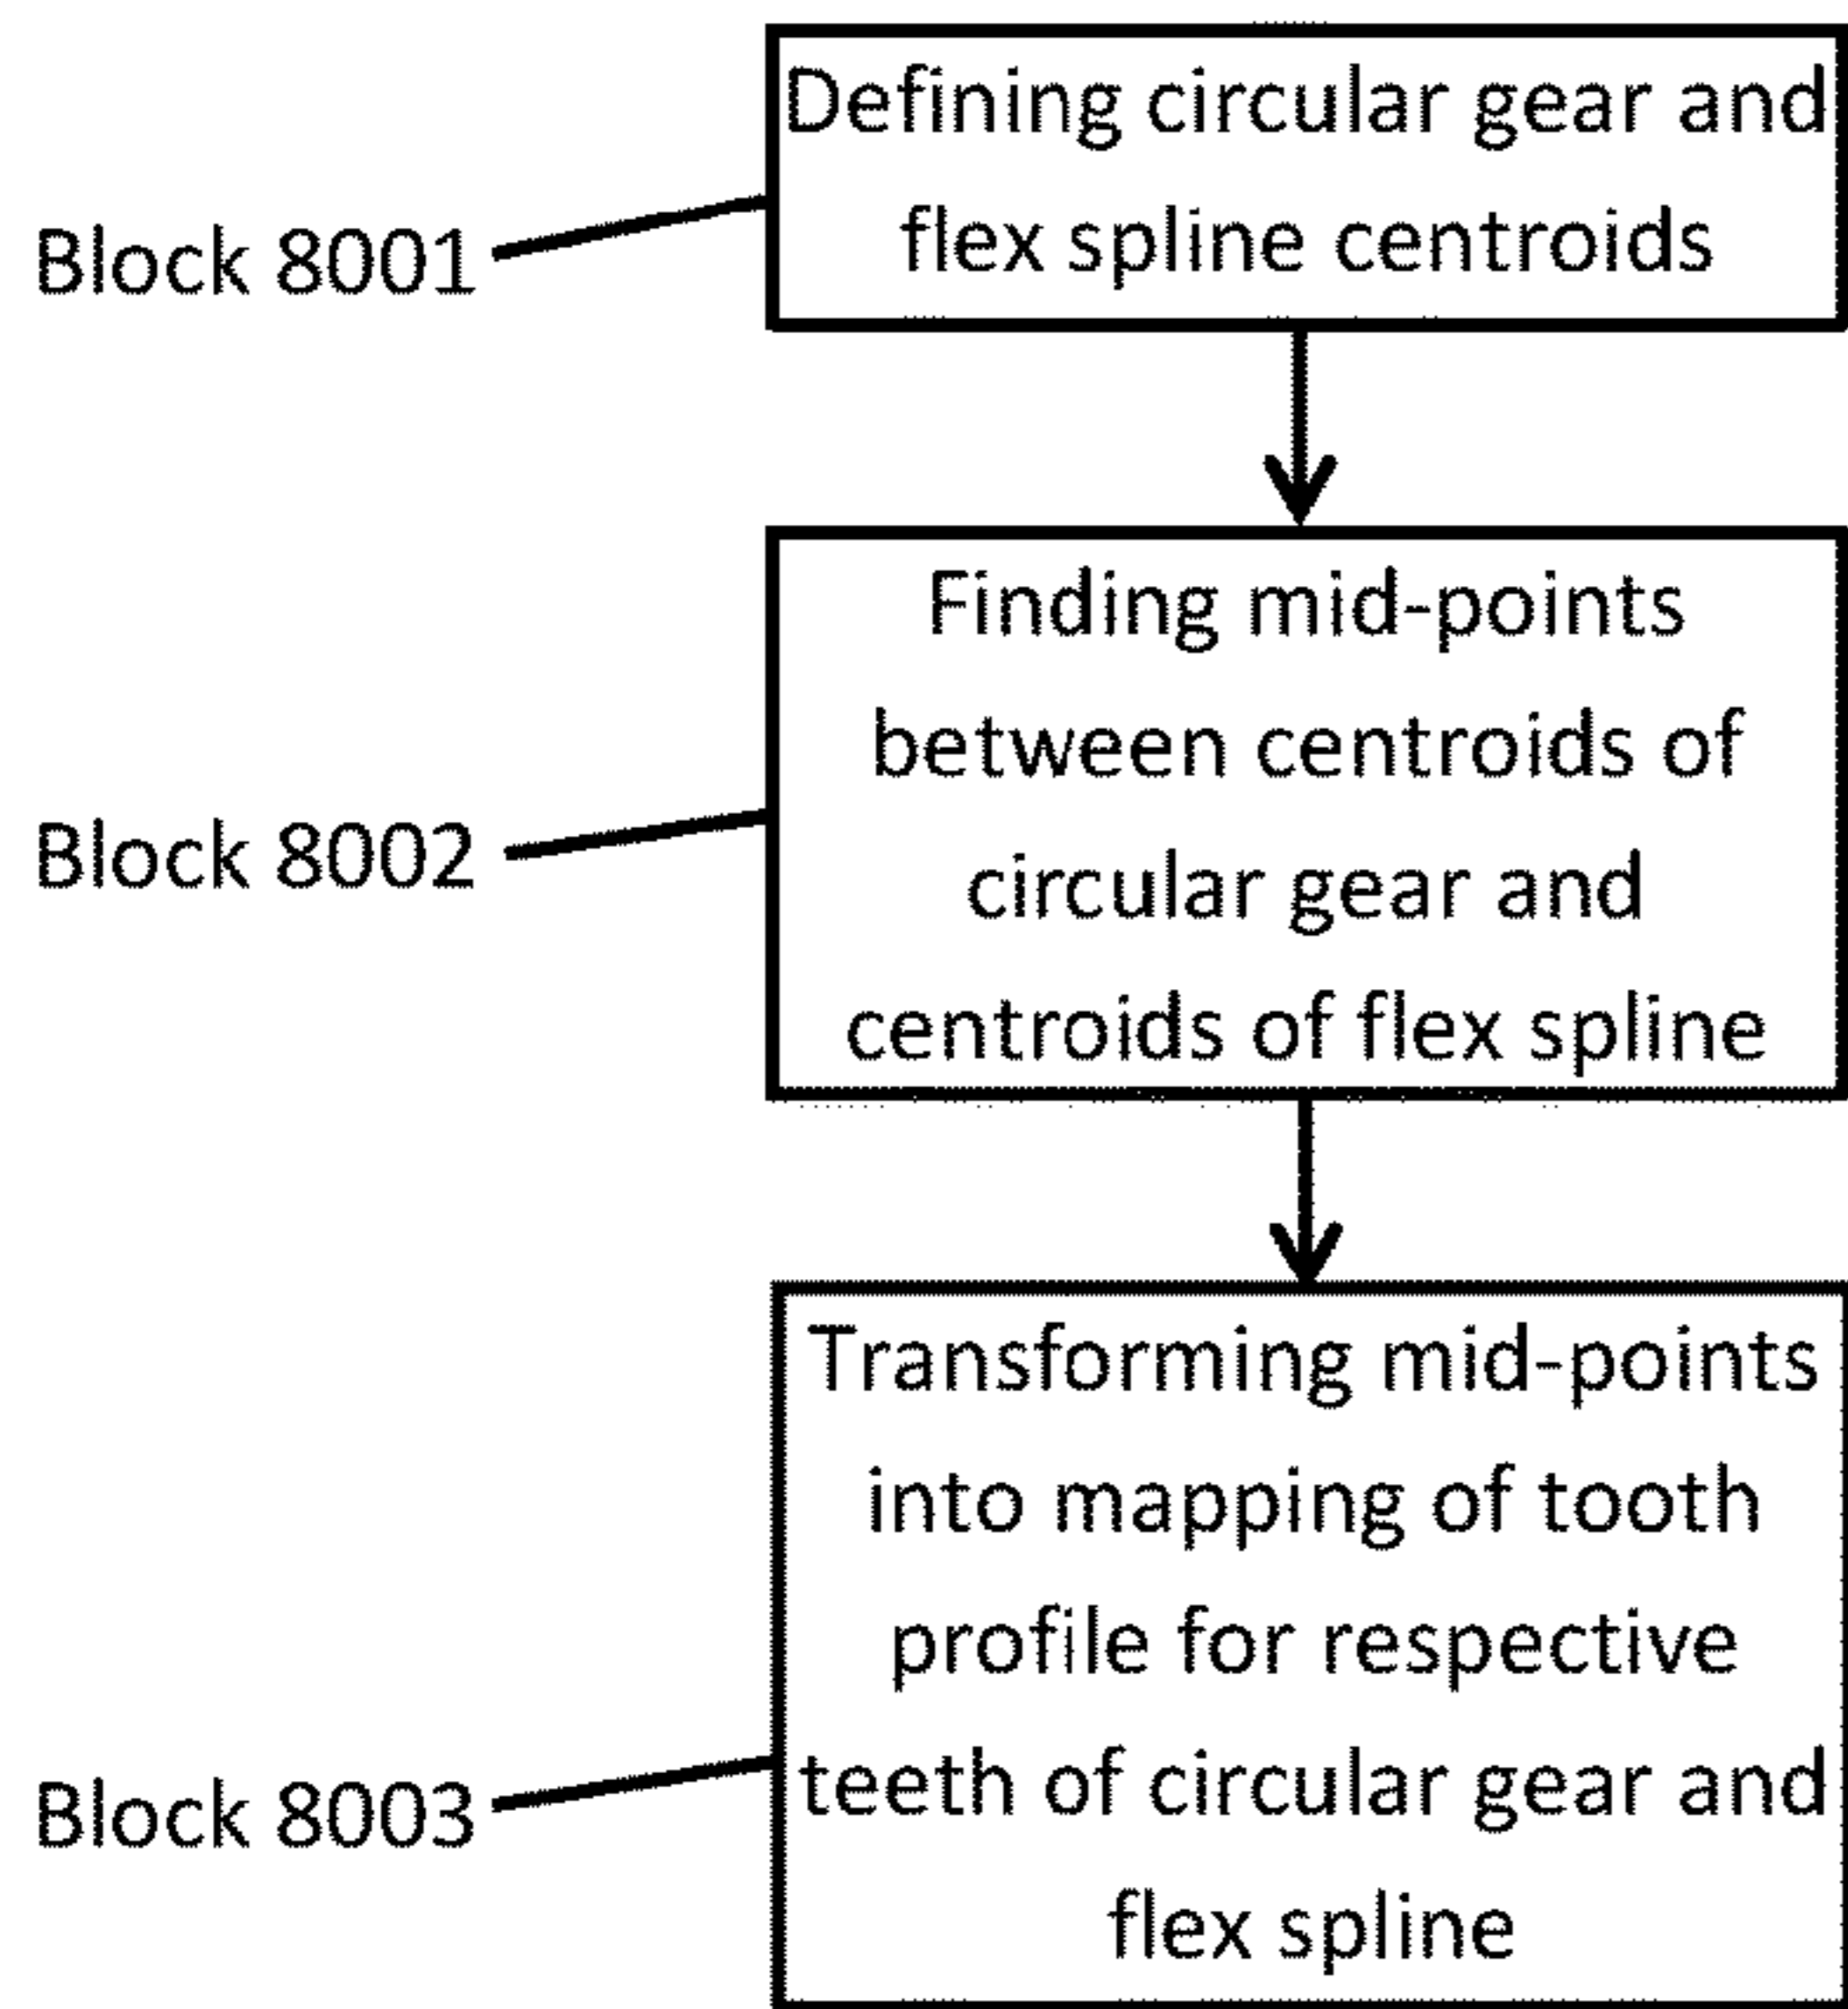 Defining circular gear and
flex spline centroids
Block 8001
Finding mid-points
between centroids of
circular gear and
centroids of flex spline
Block 8002
Transforming mid-points
into mapping of tooth
profile for respective
teeth of circular gear and
flex spline
Block 8003